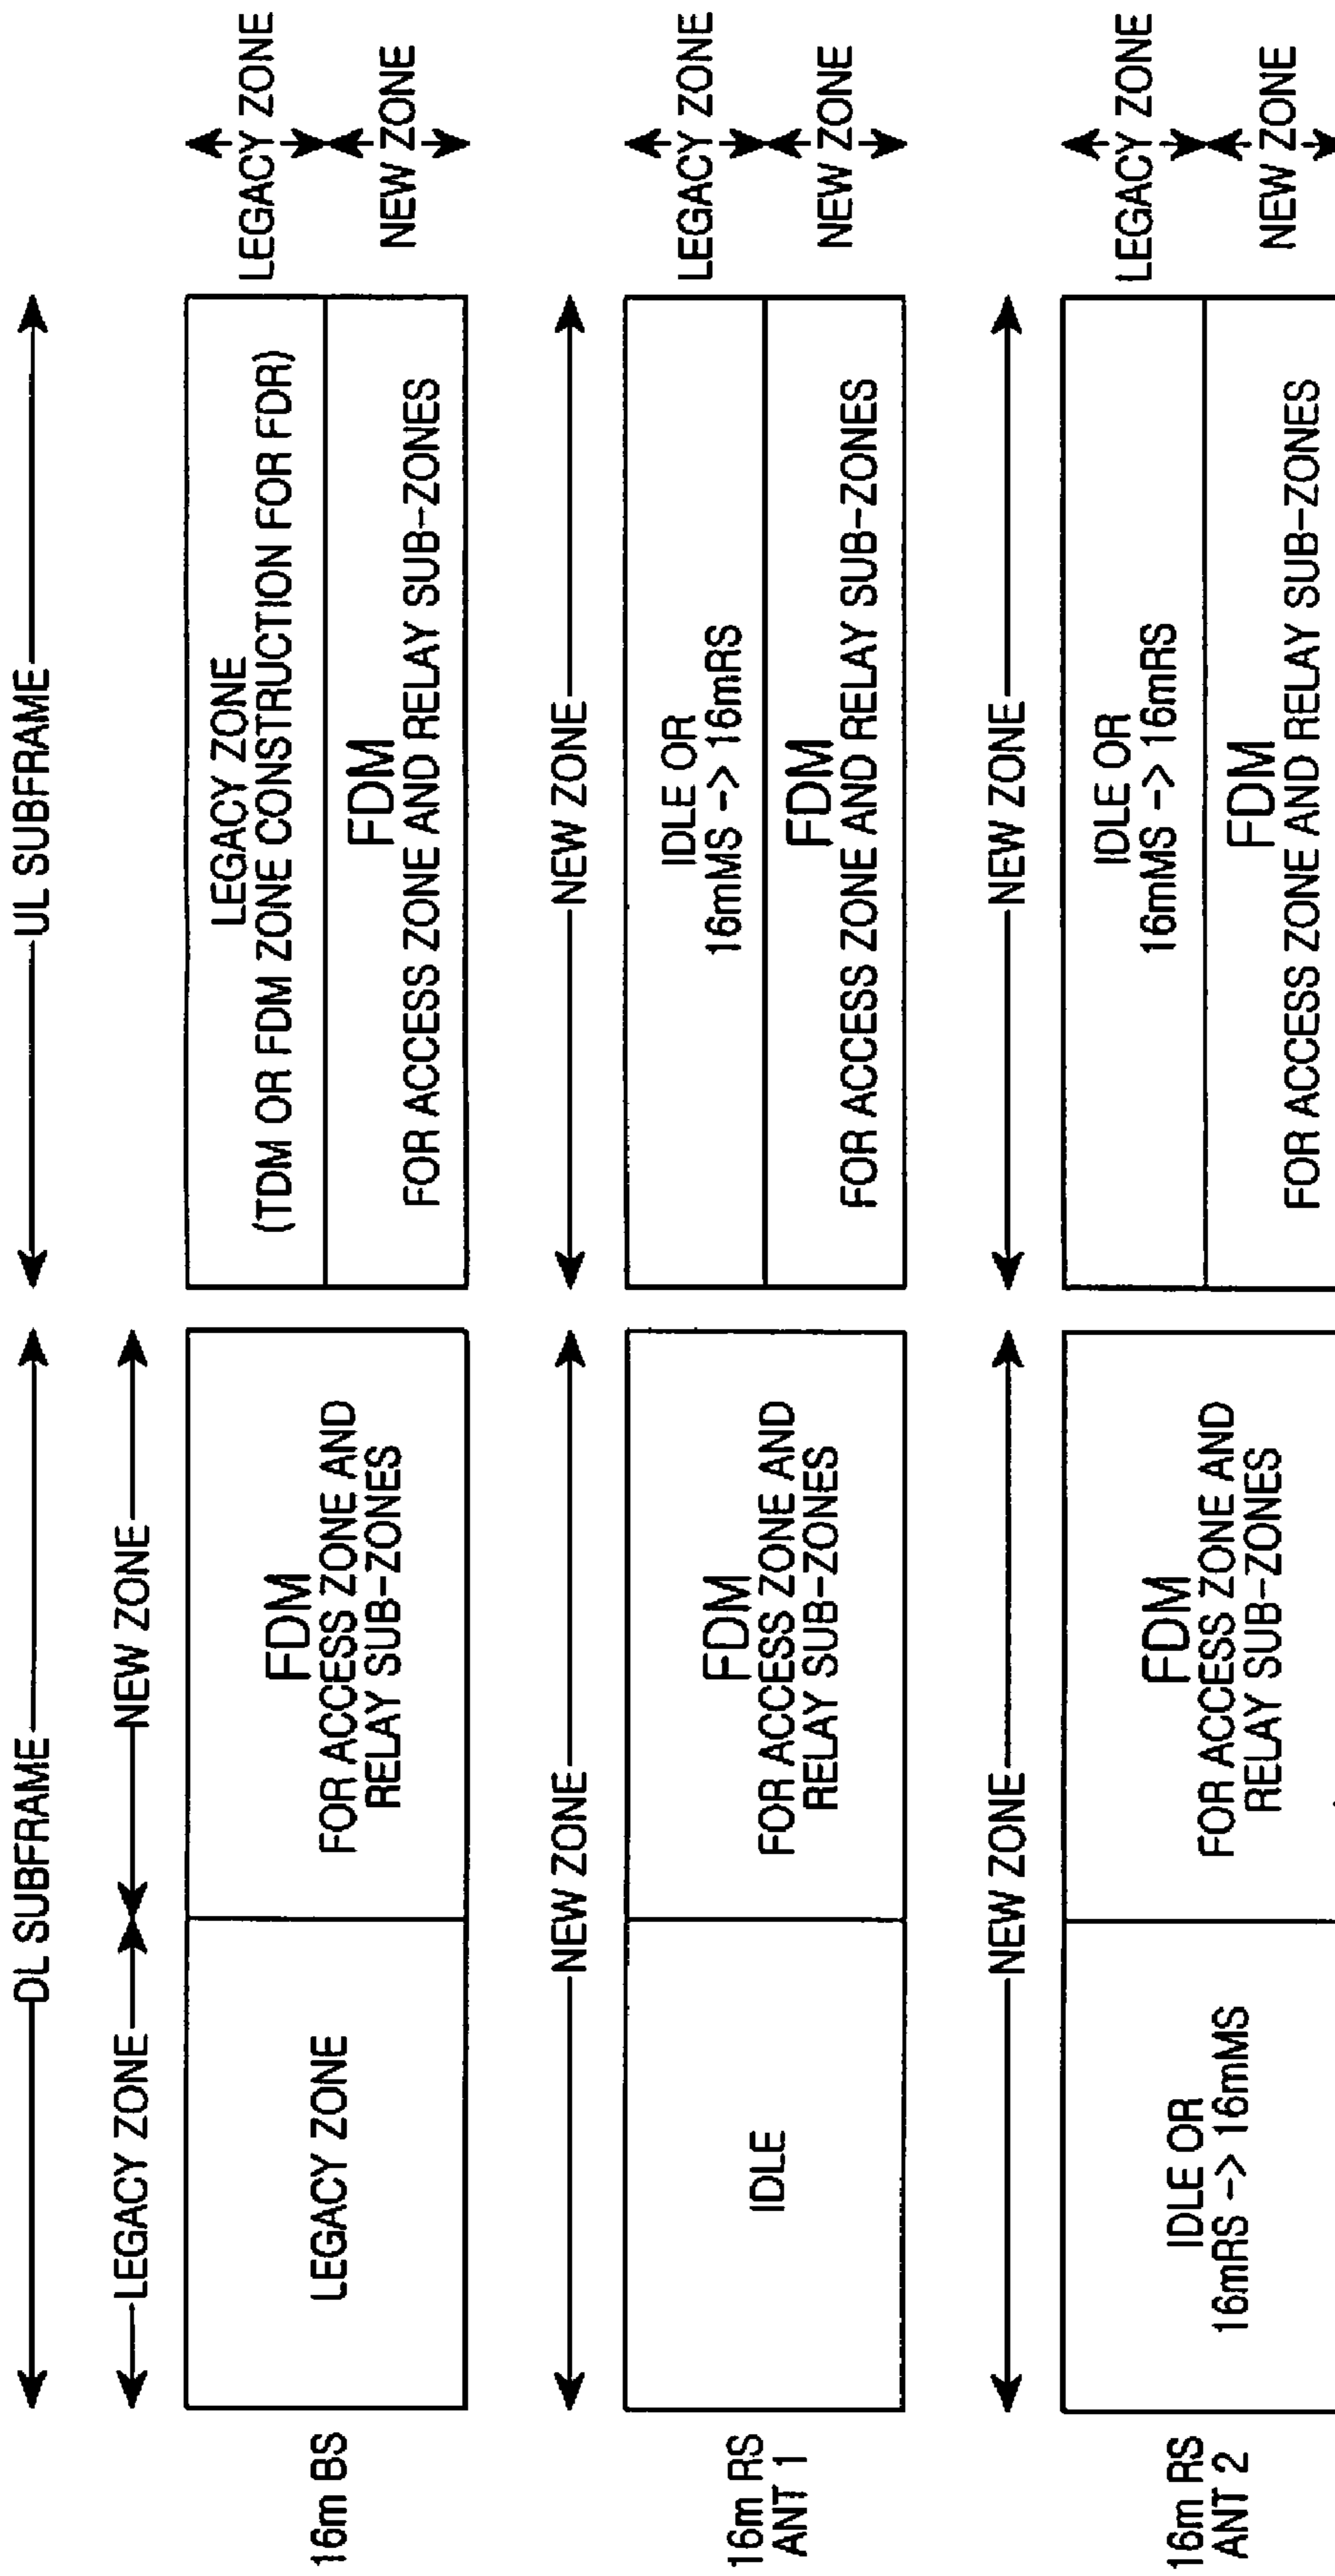 DL SUBFRAME
UL SUBFRAME
LEGACY ZONE
NEW ZONE
16m BS
LEGACY ZONE
FDM
FOR ACCESS ZONE AND
RELAY SUB-ZONES
LEGACY ZONE
(TDM OR FDM ZONE CONSTRUCTION FOR FDR)
FDM
FOR ACCESS ZONE AND RELAY SUB-ZONES
LEGACY ZONE
NEW ZONE
NEW ZONE
NEW ZONE
16m RS
ANT 1
IDLE
FDM
FOR ACCESS ZONE AND
RELAY SUB-ZONES
IDLE OR
16mMS -> 16mRS
FDM
FOR ACCESS ZONE AND RELAY SUB-ZONES
LEGACY ZONE
NEW ZONE
NEW ZONE
NEW ZONE
16m RS
ANT 2
IDLE OR
16mRS -> 16mMS
FDM
FOR ACCESS ZONE AND
RELAY SUB-ZONES
IDLE OR
16mMS -> 16mRS
FDM
FOR ACCESS ZONE AND RELAY SUB-ZONES
LEGACY ZONE
NEW ZONE